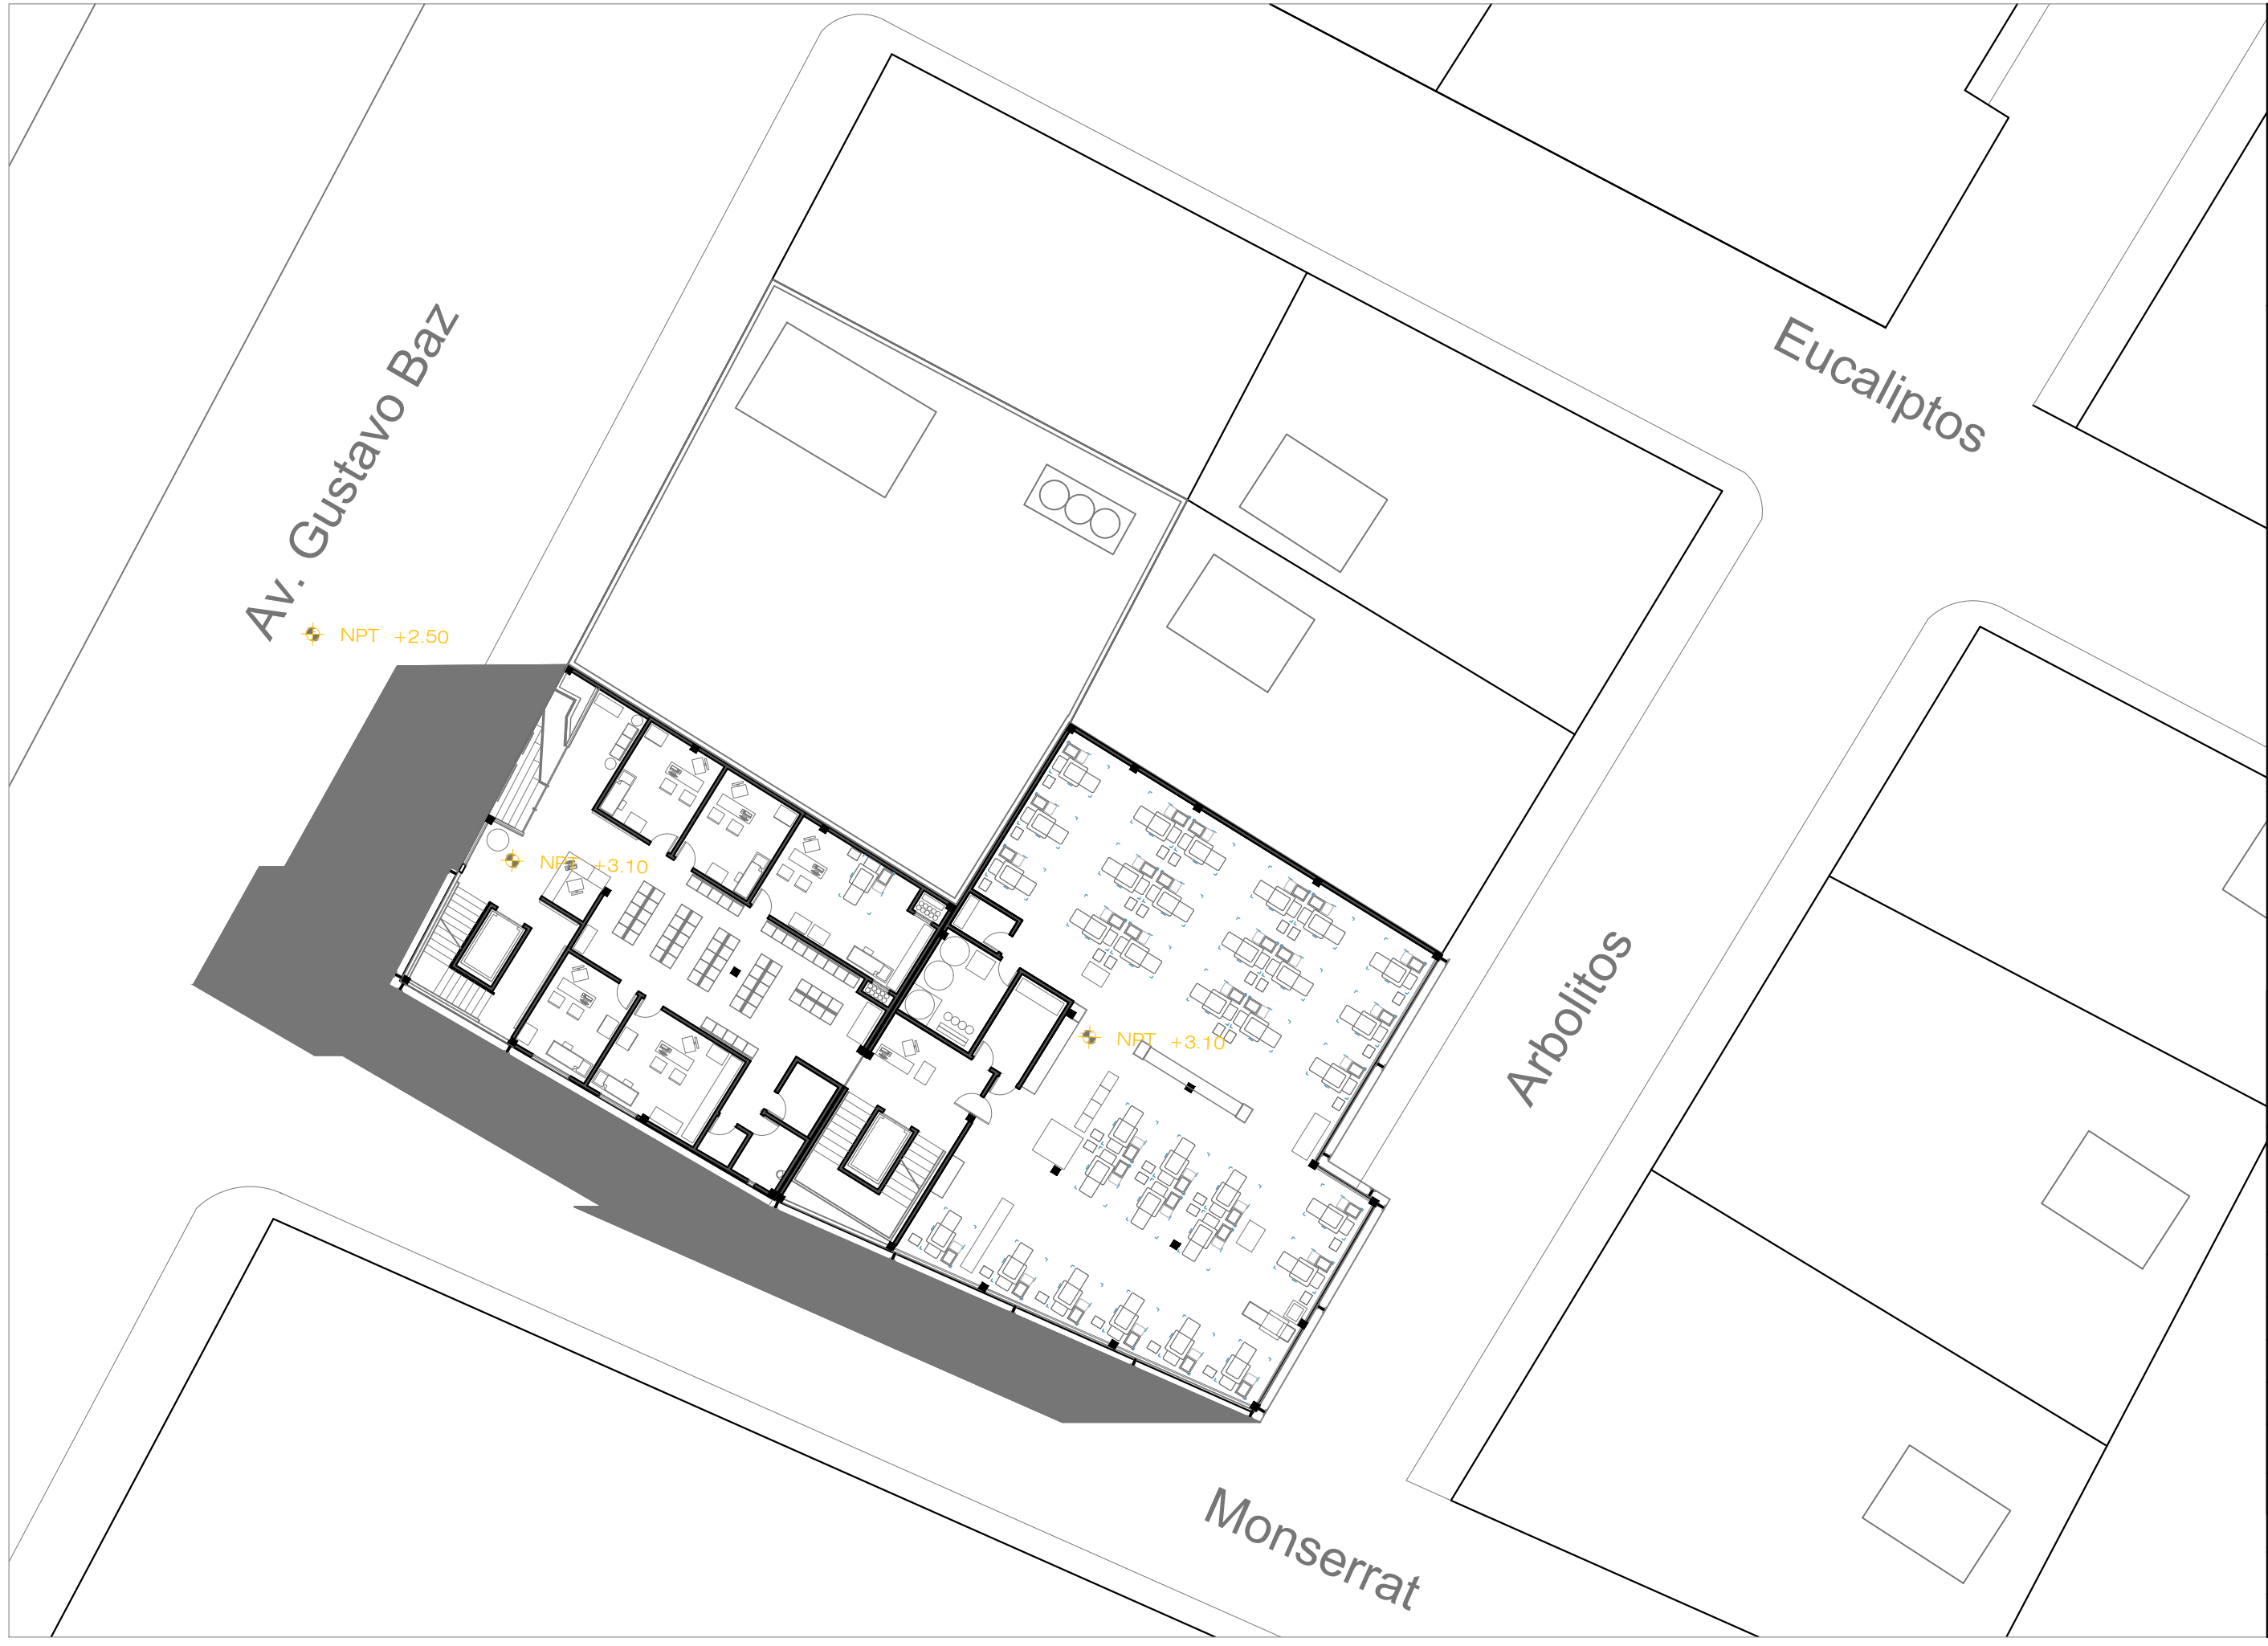 Eucaliptos
Av. Gustavo Baz
NPT +2.50
NPT +3.10
Arbolitos
NPT +3.10
Monserrat